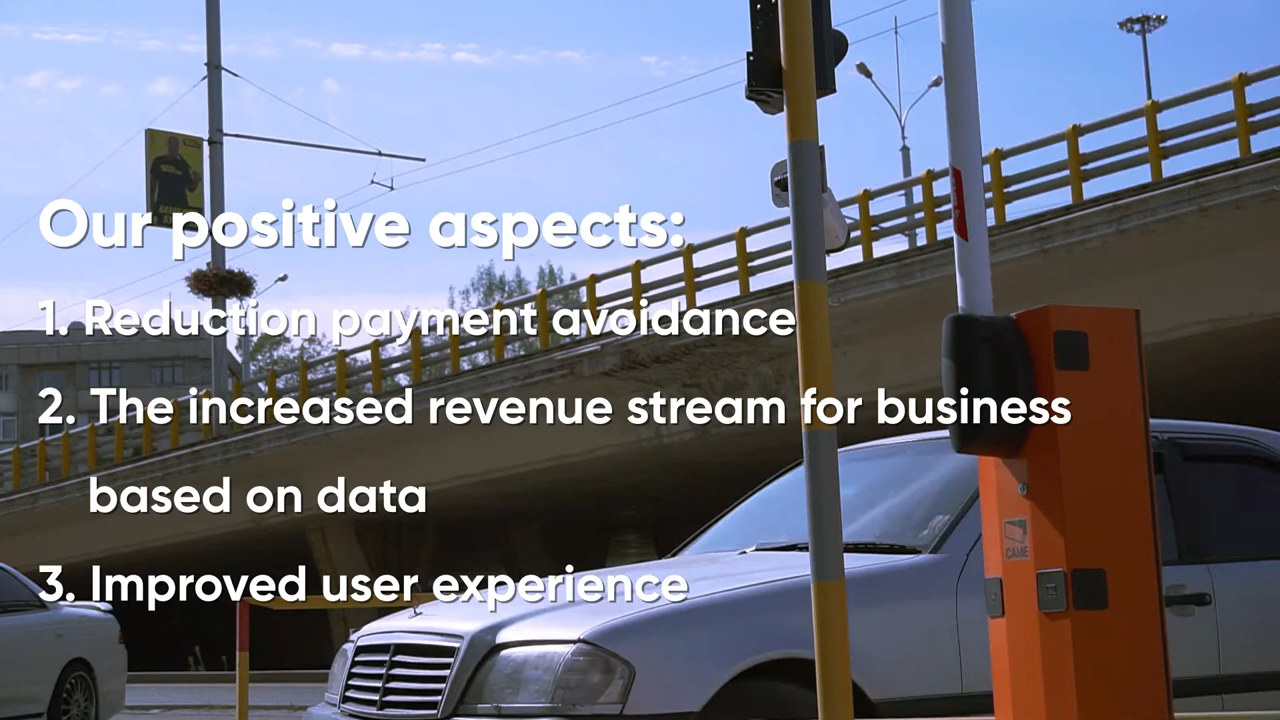 Our positive aspects:
1. Reduction payment avoidance
2. The increased revenue stream for business
based on data
3. Improved user experience
CAME